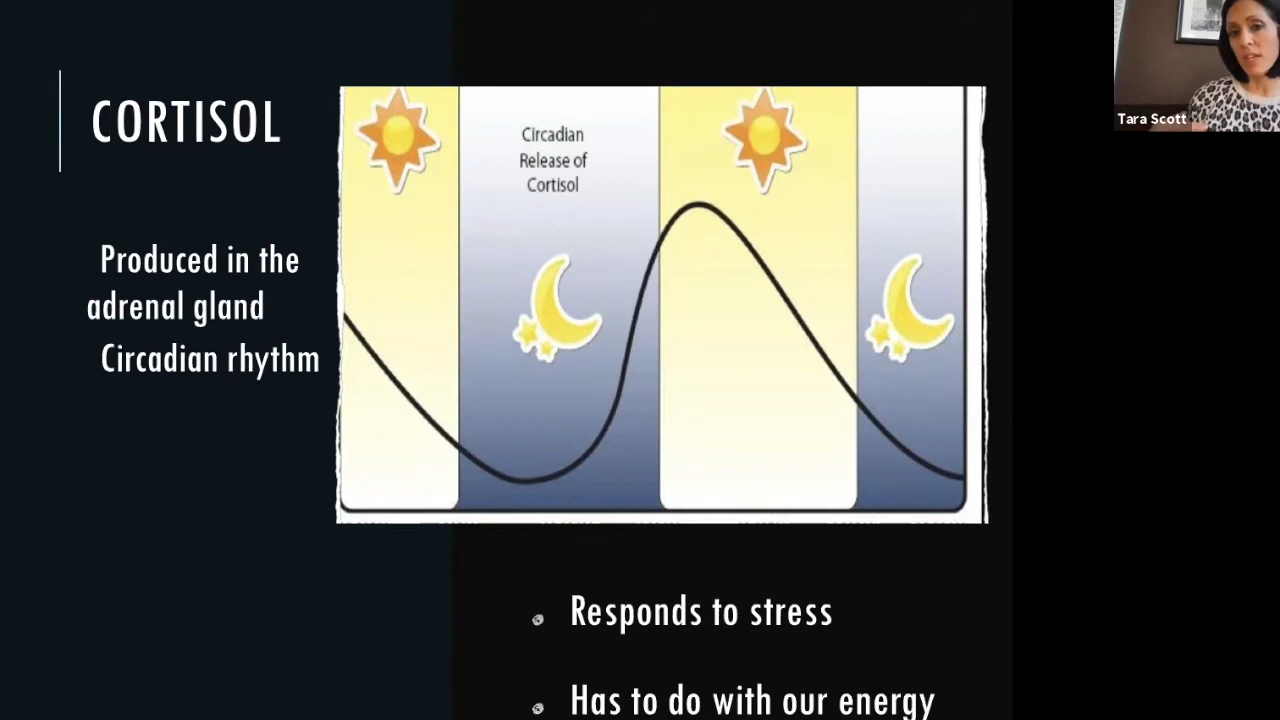 CORTISOL
Produced in the
adrenal gland
Circadian rhythm
Circadian
Release of
Cortisol
Responds to stress
Has to do with our energy
Tara Scott